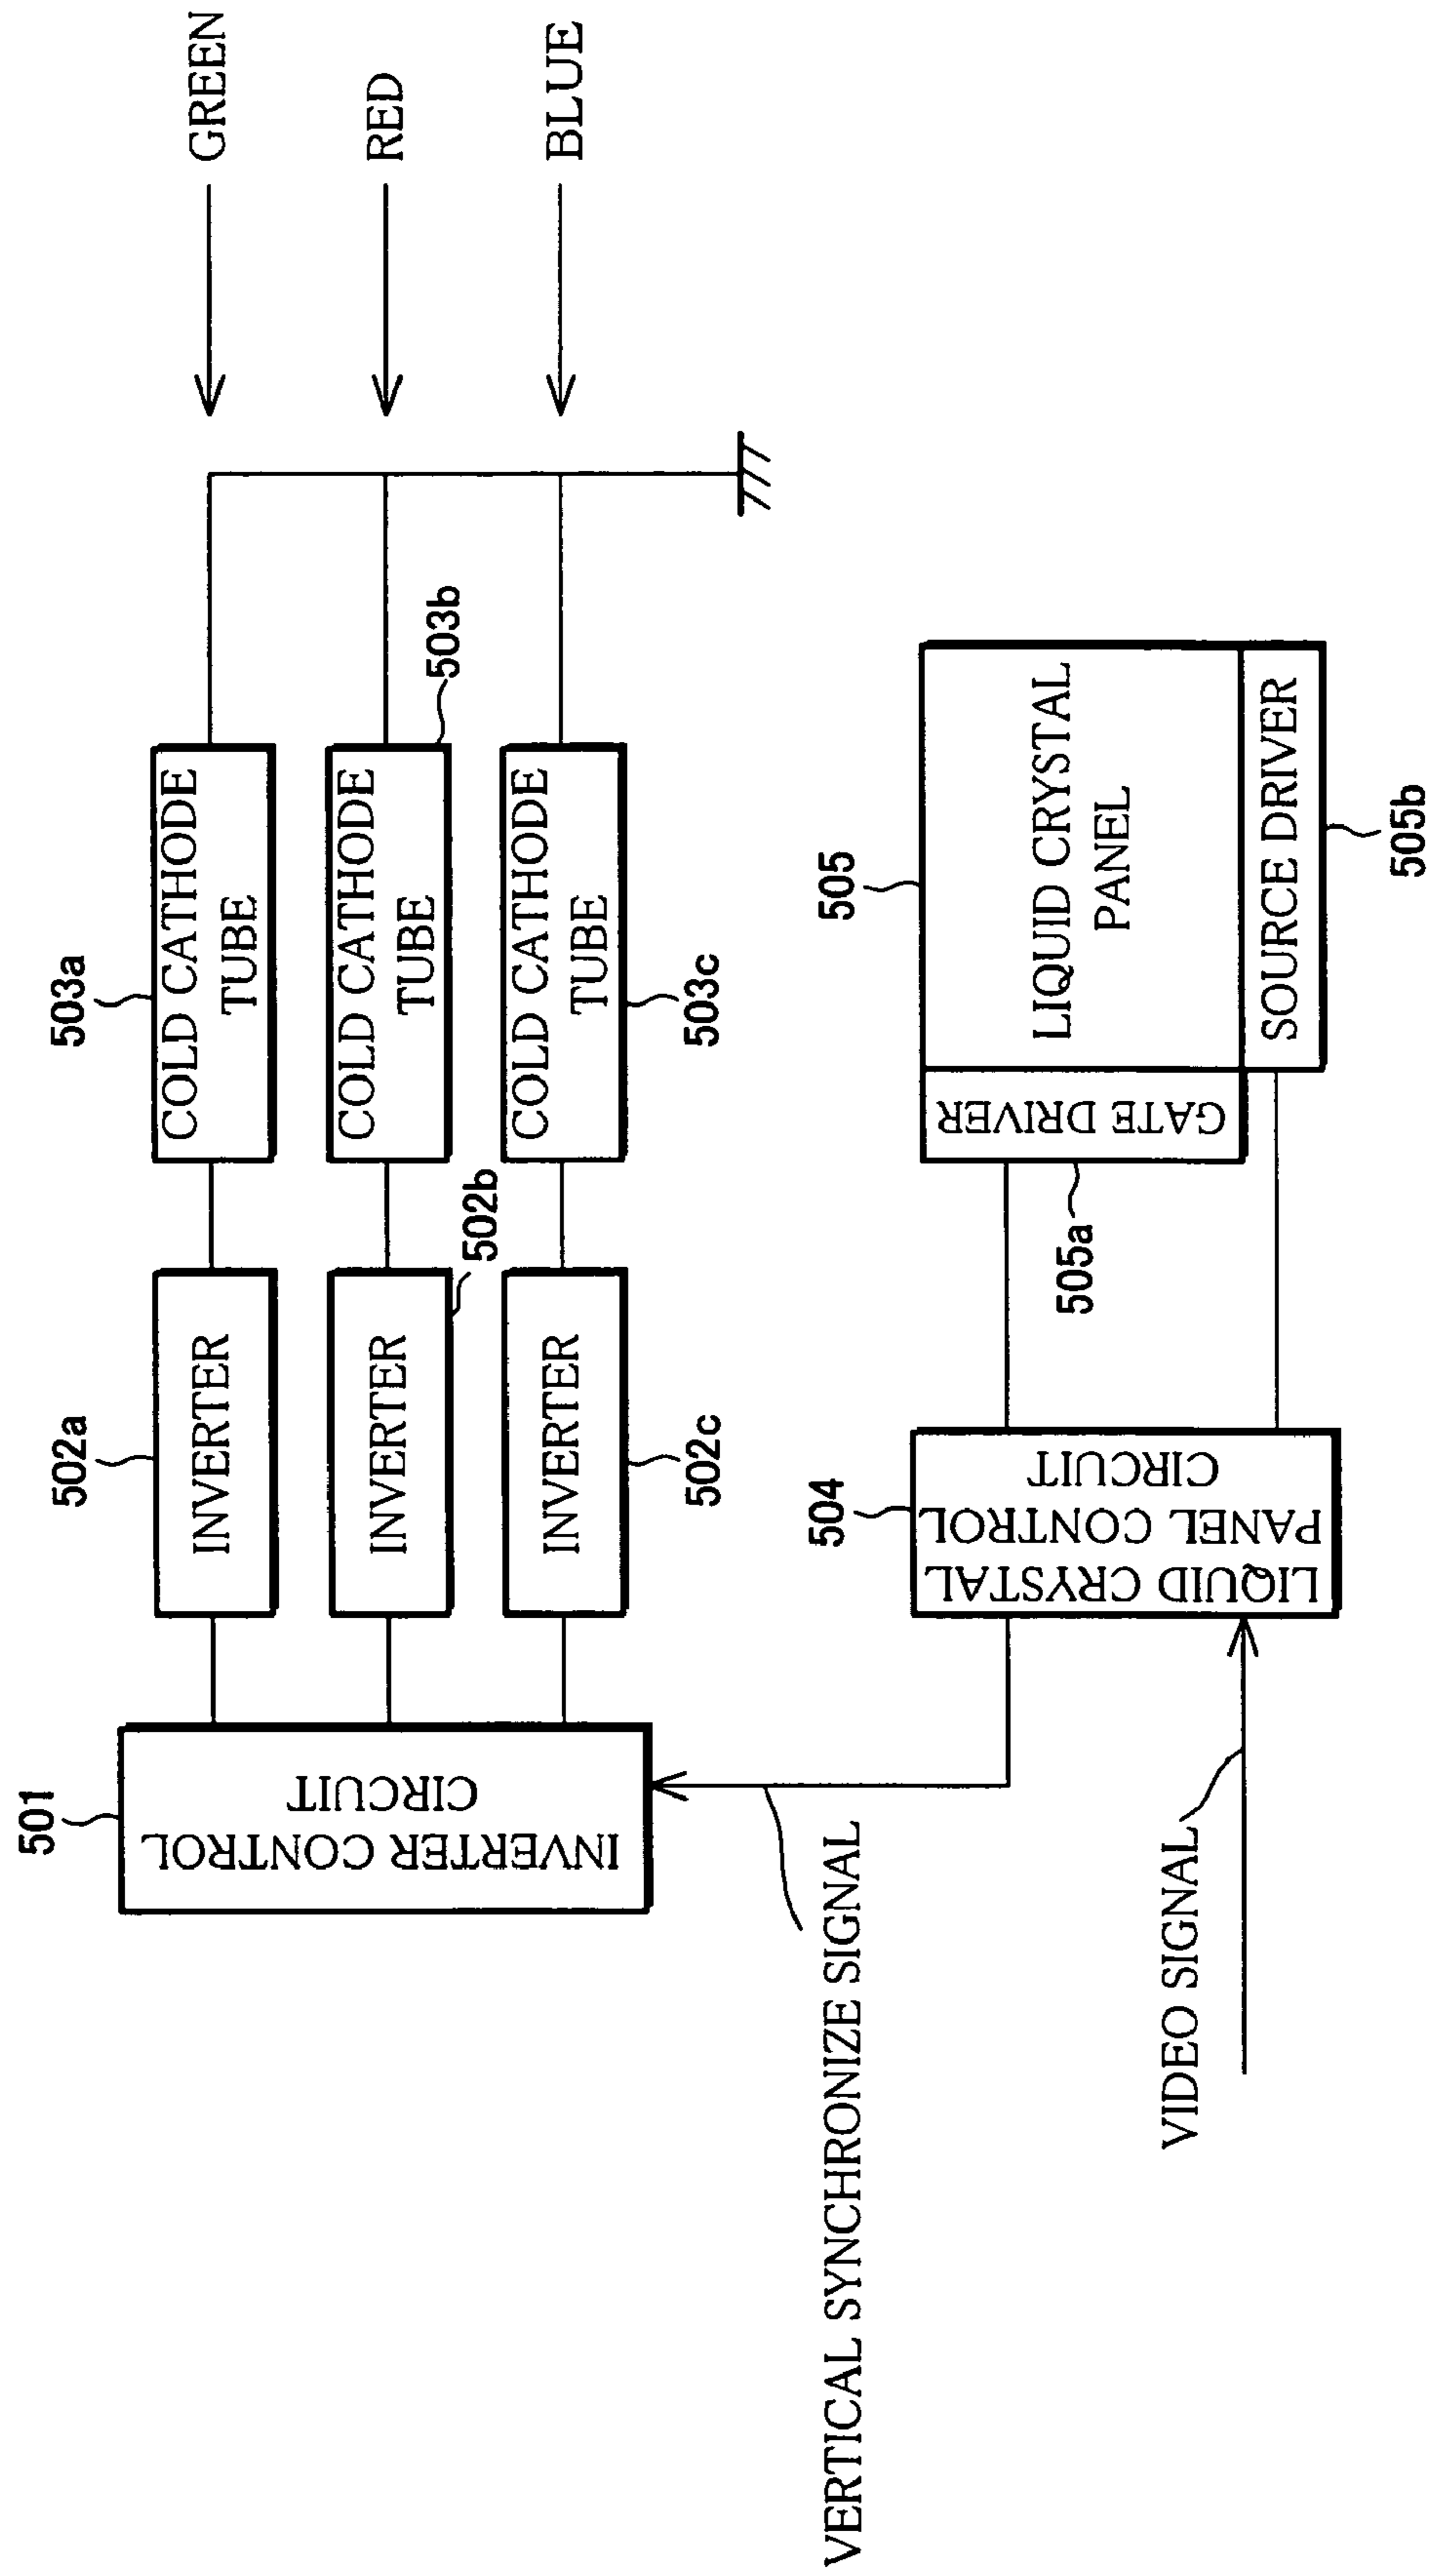 GREEN
RED
BLUE
503a
COLD CATHODE
TUBE
503b
COLD CATHODE
TUBE
503c
COLD CATHODE
TUBE
502a
INVERTER
502b
INVERTER
502c
INVERTER
501
INVERTER CONTROL
CIRCUIT
VERTICAL SYNCHRONIZE SIGNAL
VIDEO SIGNAL
504
LIQUID CRYSTAL
PANEL CONTROL
CIRCUIT
505
LIQUID CRYSTAL
PANEL
505a
GATE DRIVER
505b
SOURCE DRIVER